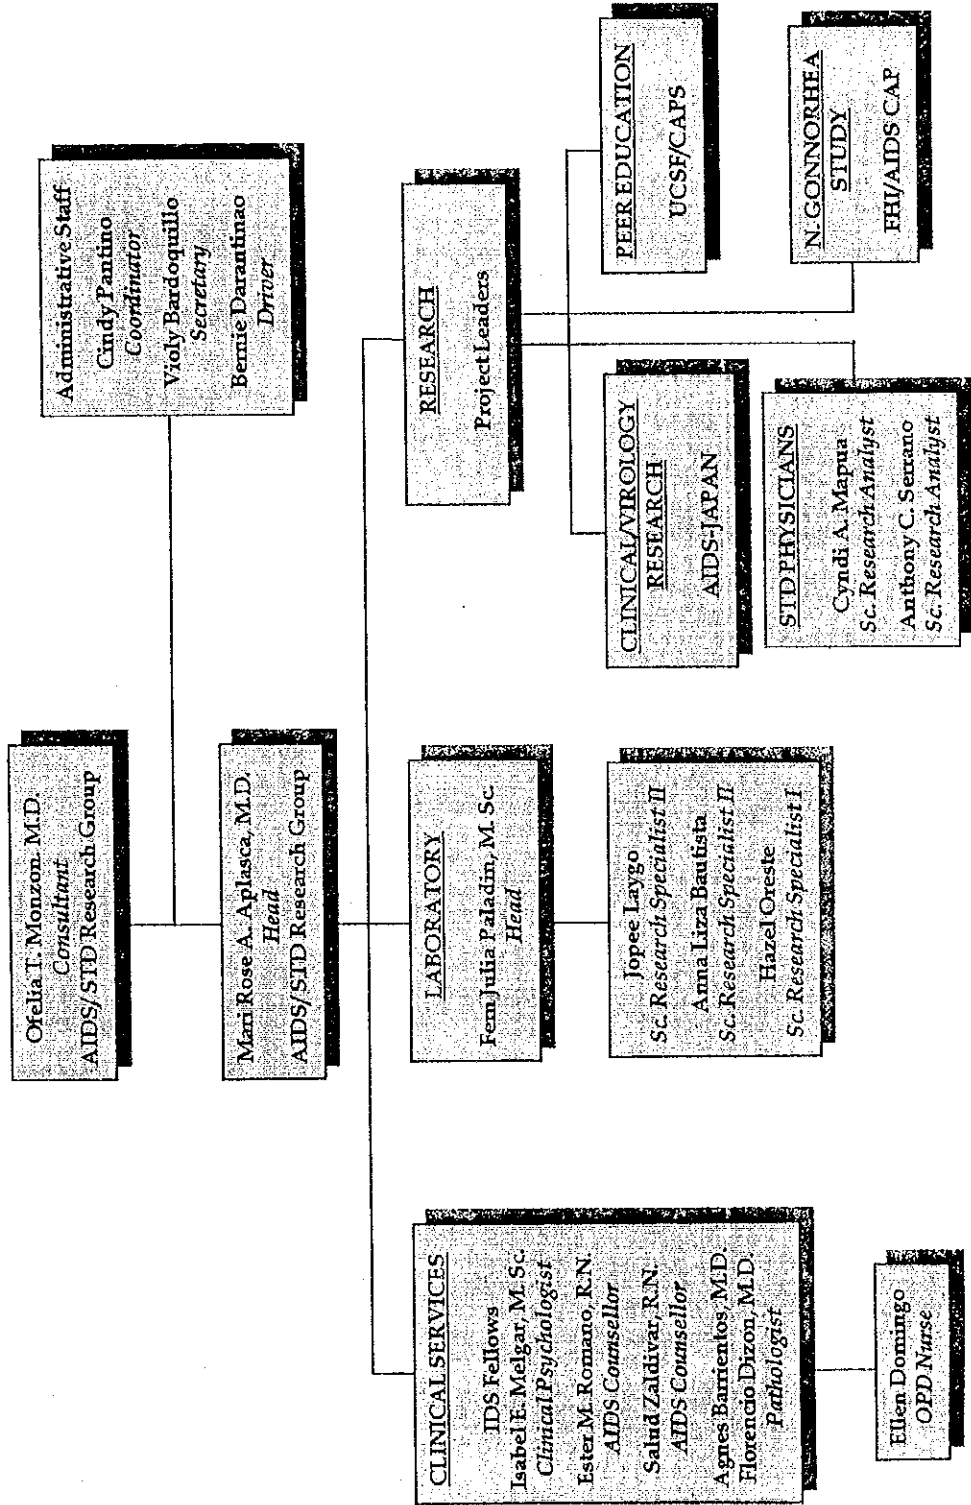 Ofelia T. Monzon. M.D.
Consultant
AIDS/STD Research Group
Administrative Staff
Cindy Pantino
Coordinator
Violy Bardoquillo
Secretary
Bernie Darantinao
Driver
Mari Rose A. Aplasca, M.D.
Head
AIDS/STD Research Group
CLINICAL SERVICES
IDS Fellows
Isabel E. Melgar, M. Sc.
Clinical Psychologist
Ester M. Romano, R.N.
AIDS Counsellor
Salud Zaldivar, R.N.
AIDS Counsellor
Agnes Barrientos, M.D.
Florencio Dizon, M.D.
Pathologist
Ellen Domingo
OPD Nurse
LABORATORY
Fem Julia Paladin, M. Sc.
Head
Jopee Laygo
Sc. Research Specialist II
Anna Liza Bautista
Sc. Research Specialist II
Hazel Oreste
Sc. Research Specialist I
RESEARCH
Project Leaders
CLINICAL/VIROLOGY
RESEARCH
AIDS-JAPAN
PEER EDUCATION
UCSF/CAPS
STD PHYSICIANS
Cyndi A. Mapua
Sc. Research Analyst
Anthony C. Serrano
Sc. Research Analyst
N. GONNORHEA
STUDY
FHI/AIDS CAP